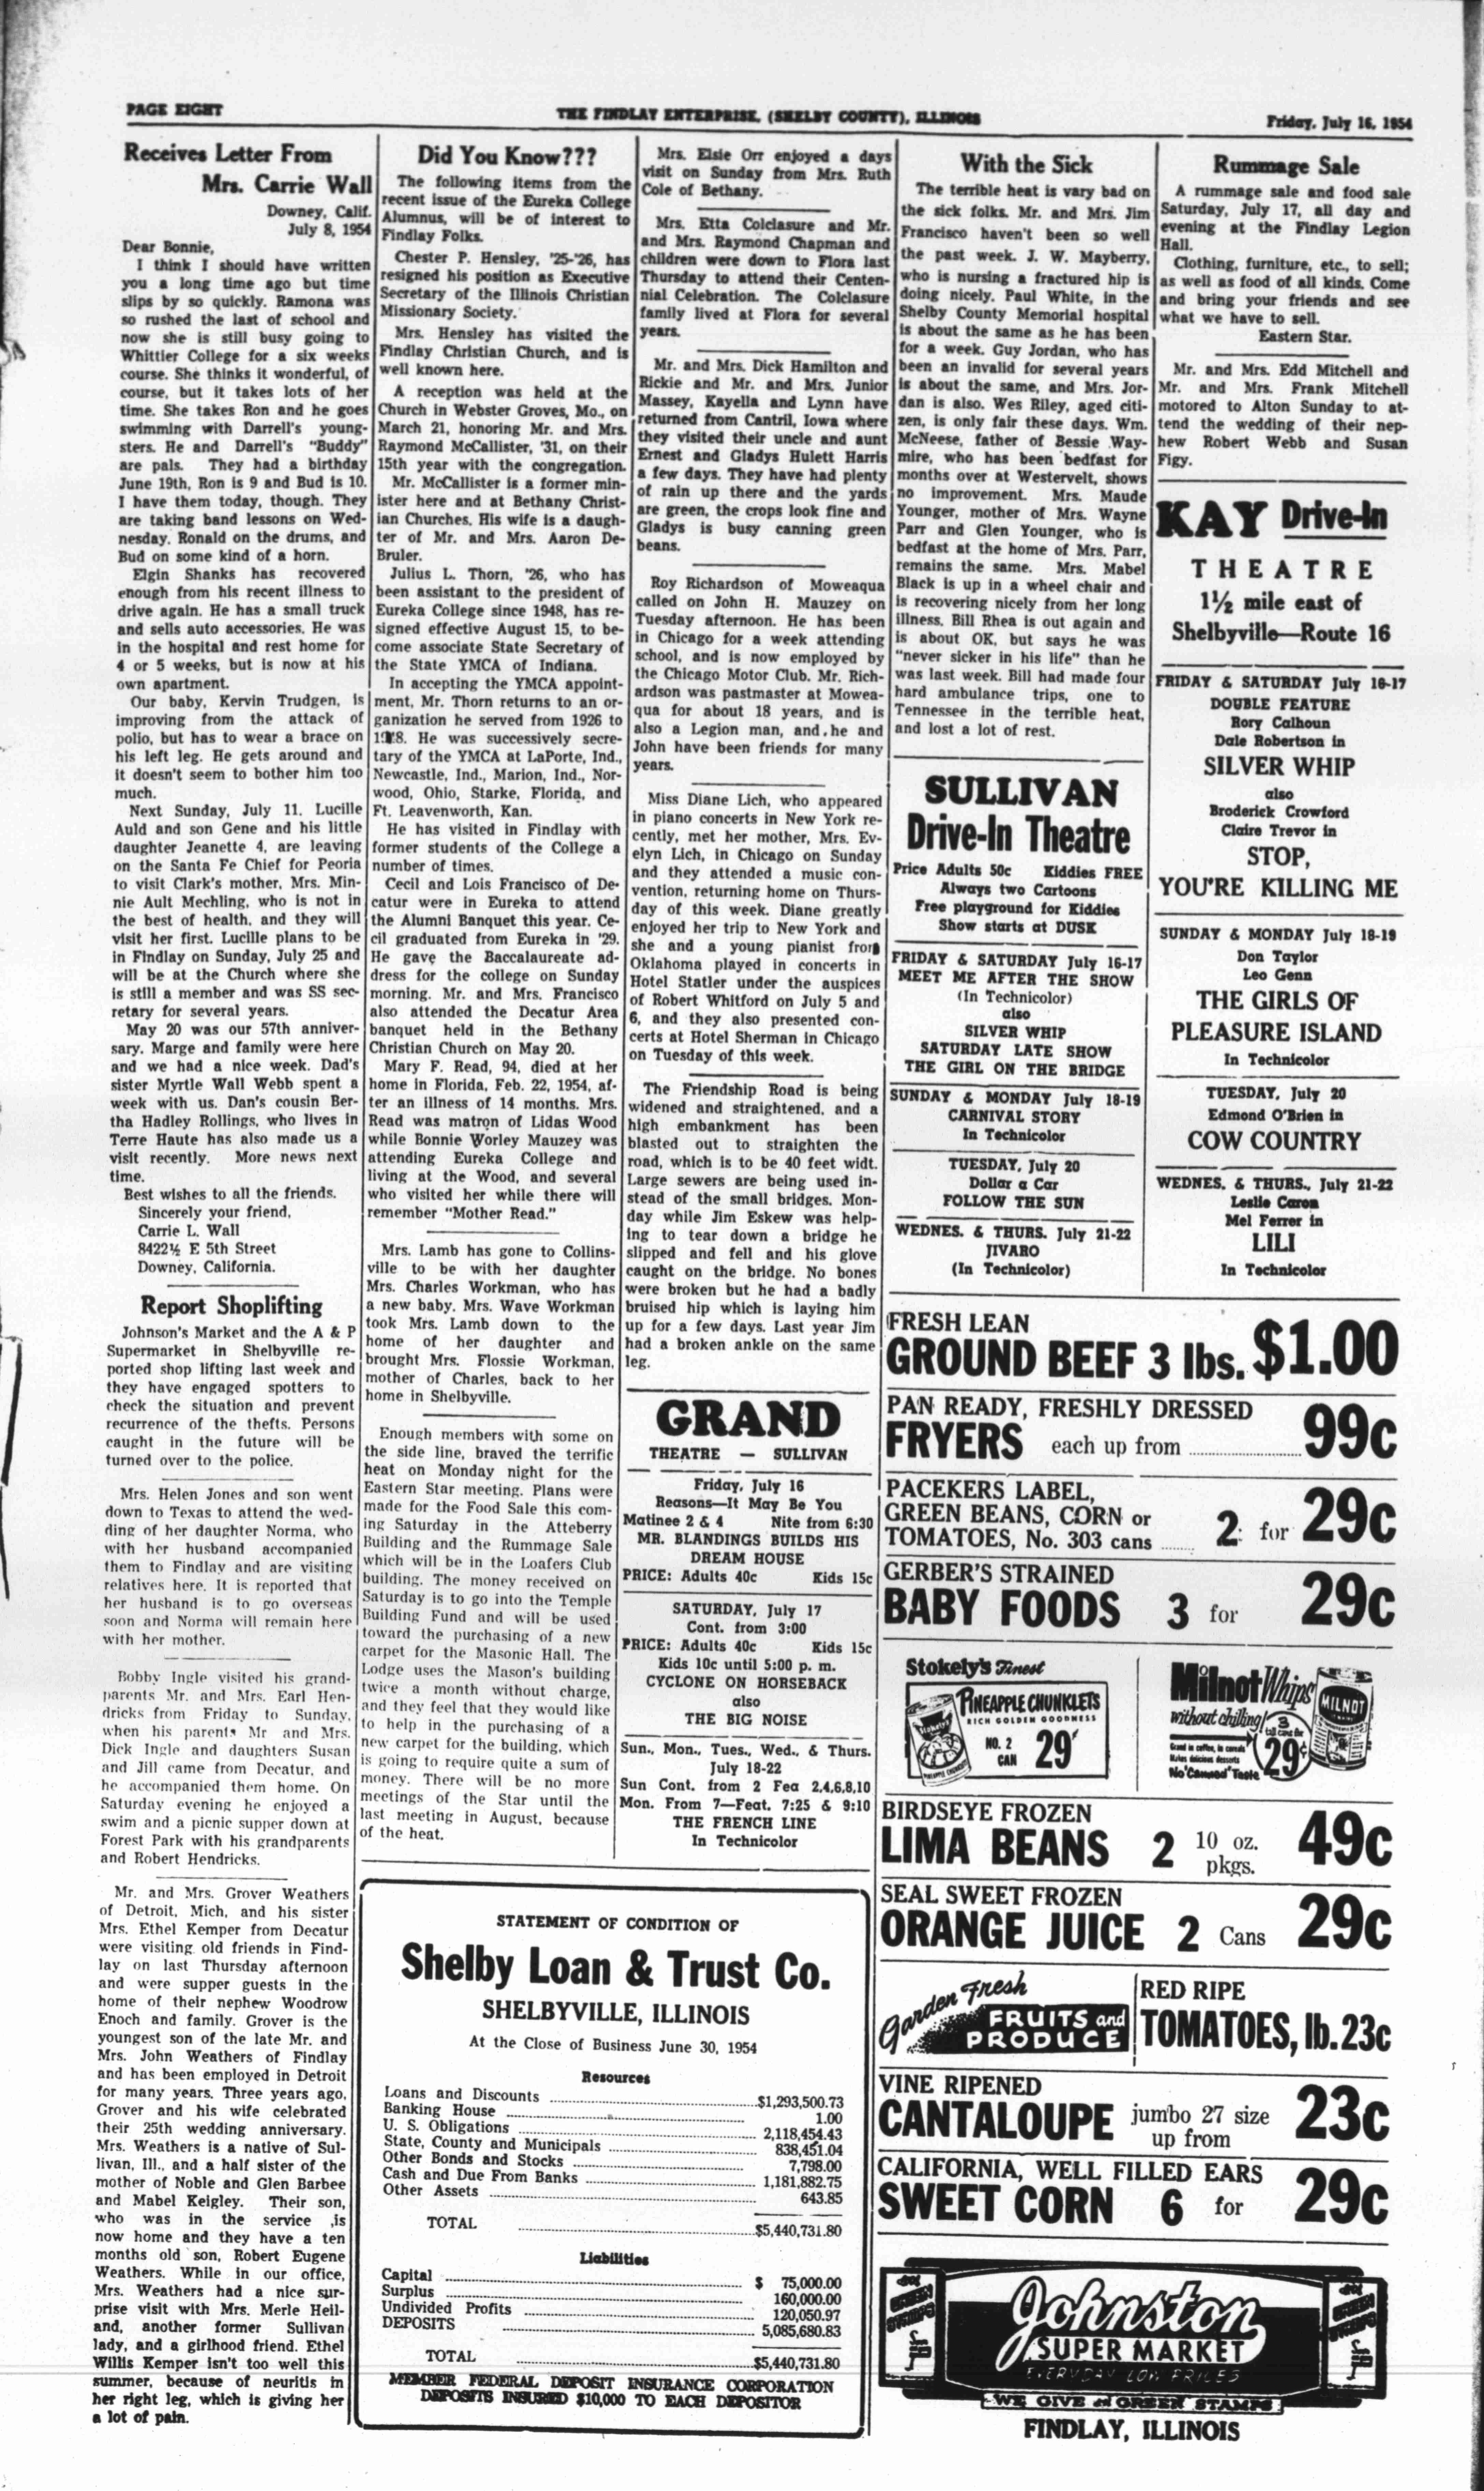 PAGE EIGHT
THE FINDLAY ENTERPRISE, (SHELBY COUNTY), ILLINOIS
Friday, July 16, 1954
Receives Letter From
Mrs. Carrie Wall
Downey, Calif.
July 8, 1954
Dear Bonnie,
I think I should have written
you a long time ago but time
slips by so quickly. Ramona was
so rushed the last of school and
now she is still busy going to
Whittier College for a six weeks
course. She thinks it wonderful, of
course, but it takes lots of her
time. She takes Ron and he goes
swimming with Darrell's young-
sters. He and Darrell's "Buddy"
are pals. They had a birthday
June 19th, Ron is 9 and Bud is 10.
I have them today, though. They
are taking band lessons on Wed-
nesday. Ronald on the drums, and
Bud on some kind of a horn.
Elgin Shanks has recovered
enough from his recent illness to
drive again. He has a small truck
and sells auto accessories. He was
in the hospital and rest home for
4 or 5 weeks, but is now at his
own apartment.
Our baby, Kervin Trudgen, is
improving from the attack of
polio, but has to wear a brace on
his left leg. He gets around and
it doesn't seem to bother him too
much.
Next Sunday, July 11. Lucille
Auld and son Gene and his little
daughter Jeanette 4, are leaving
on the Santa Fe Chief for Peoria
to visit Clark's mother, Mrs. Min-
nie Ault Mechling, who is not in
the best of health, and they will
visit her first. Lucille plans to be
in Findlay on Sunday, July 25 and
will be at the Church where she
is still a member and was SS sec-
retary for several years.
May 20 was our 57th anniver-
sary. Marge and family were here
and we had a nice week. Dad's
sister Myrtle Wall Webb spent a
week with us. Dan's cousin Ber-
tha Hadley Rollings, who lives in
Terre Haute has also made us a
visit recently. More news next
time.
Best wishes to all the friends.
Sincerely your friend,
Carrie L. Wall
8422½ E 5th Street
Downey, California.
Report Shoplifting
Johnson's Market and the A & P
Supermarket in Shelbyville re-
ported shop lifting last week and
they have engaged spotters to
check the situation and prevent
recurrence of the thefts. Persons
caught in the future will be
turned over to the police.
Mrs. Helen Jones and son went
down to Texas to attend the wed-
ding of her daughter Norma, who
with her husband accompanied
them to Findlay and are visiting
relatives here. It is reported that
her husband is to go overseas
soon and Norma will remain here
with her mother.
Bobby Ingle visited his grand-
parents Mr. and Mrs. Earl Hen-
dricks from Friday to Sunday,
when his parents Mr and Mrs.
Dick Ingle and daughters Susan
and Jill came from Decatur, and
he accompanied them home. On
Saturday evening he enjoyed a
swim and a picnic supper down at
Forest Park with his grandparents
and Robert Hendricks.
Mr. and Mrs. Grover Weathers
of Detroit, Mich, and his sister
Mrs. Ethel Kemper from Decatur
were visiting old friends in Find-
lay on last Thursday afternoon
and were supper guests in the
home of their nephew Woodrow
Enoch and family. Grover is the
youngest son of the late Mr. and
Mrs. John Weathers of Findlay
and has been employed in Detroit
for many years. Three years ago,
Grover and his wife celebrated
their 25th wedding anniversary.
Mrs. Weathers is a native of Sul-
livan, Ill., and a half sister of the
mother of Noble and Glen Barbee
and Mabel Keigley. Their son,
who was in the service ,is
now home and they have a ten
months old son, Robert Eugene
Weathers. While in our office,
Mrs. Weathers had a nice sur-
prise visit with Mrs. Merle Heil-
and, another former Sullivan
lady, and a girlhood friend. Ethel
Willis Kemper isn't too well this
summer, because of neuritis in
her right leg, which is giving her
a lot of pain.
Did You Know???
The following items from the
recent issue of the Eureka College
Alumnus, will be of interest to
Findlay Folks.
Chester P. Hensley, '25-'26, has
resigned his position as Executive
Secretary of the Illinois Christian
Missionary Society.
Mrs. Hensley has visited the
Findlay Christian Church, and is
well known here.
A reception was held at the
Church in Webster Groves, Mo., on
March 21, honoring Mr. and Mrs.
Raymond McCallister, '31, on their
15th year with the congregation.
Mr. McCallister is a former min-
ister here and at Bethany Christ-
ian Churches. His wife is a daugh-
ter of Mr. and Mrs. Aaron De-
Bruler.
Julius L. Thorn, '26, who has
been assistant to the president of
Eureka College since 1948, has re-
signed effective August 15, to be-
come associate State Secretary of
the State YMCA of Indiana.
In accepting the YMCA appoint-
ment, Mr. Thorn returns to an or-
ganization he served from 1926 to
He was successively secre-
tary of the YMCA at LaPorte, Ind.,
Newcastle, Ind., Marion, Ind., Nor-
wood, Ohio, Starke, Florida, and
Ft. Leavenworth, Kan.
He has visited in Findlay with
former students of the College a
number of times.
Cecil and Lois Francisco of De-
catur were in Eureka to attend
the Alumni Banquet this year. Ce-
cil graduated from Eureka in '29.
He gave the Baccalaureate ad-
dress for the college on Sunday
morning. Mr. and Mrs. Francisco
also attended the Decatur Area
banquet held in the Bethany
Christian Church on May 20.
Mary F. Read, 94, died at her
home in Florida, Feb. 22, 1954, af-
ter an illness of 14 months. Mrs.
Read was matron of Lidas Wood
while Bonnie Worley Mauzey was
attending Eureka College and
living at the Wood, and several
who visited her while there will
remember "Mother Read."
Mrs. Lamb has gone to Collins-
ville to be with her daughter
Mrs. Charles Workman, who has
a new baby. Mrs. Wave Workman
took Mrs. Lamb down to the
home of her daughter and
brought Mrs. Flossie Workman,
mother of Charles, back to her
home in Shelbyville.
Enough members with some on
the side line, braved the terrific
heat on Monday night for the
Eastern Star meeting. Plans were
made for the Food Sale this com-
ing Saturday in the Atteberry
Building and the Rummage Sale
which will be in the Loafers Club
building. The money received on
Saturday is to go into the Temple
Building Fund and will be used
toward the purchasing of a new
carpet for the Masonic Hall. The
Lodge uses the Mason's building
twice a month without charge,
and they feel that they would like
to help in the purchasing of a
new carpet for the building, which
is going to require quite a sum of
money. There will be no more
meetings of the Star until the
last meeting in August, because
of the heat.
Mrs. Elsie Orr enjoyed a days
visit on Sunday from Mrs. Ruth
Cole of Bethany.
Mrs. Etta Colclasure and Mr.
and Mrs. Raymond Chapman and
children were down to Flora last
Thursday to attend their Centen-
nial Celebration. The Colclasure
family lived at Flora for several
years.
Mr. and Mrs. Dick Hamilton and
Rickie and Mr. and Mrs. Junior
Massey, Kayella and Lynn have
returned from Cantril, Iowa where
they visited their uncle and aunt
Ernest and Gladys Hulett Harris
a few days. They have had plenty
of rain up there and the yards
are green, the crops look fine and
Gladys is busy canning green
beans.
Roy Richardson of Moweaqua
called on John H. Mauzey on
Tuesday afternoon. He has been
in Chicago for a week attending
school, and is now employed by
the Chicago Motor Club. Mr. Rich-
ardson was pastmaster at Mowea-
qua for about 18 years, and is
also a Legion man, and he and
John have been friends for many
years.
Miss Diane Lich, who appeared
in piano concerts in New York re-
cently, met her mother, Mrs. Ev-
elyn Lich, in Chicago on Sunday
and they attended a music con-
vention, returning home on Thurs-
day of this week. Diane greatly
enjoyed her trip to New York and
she and a young pianist from
Oklahoma played in concerts in
Hotel Statler under the auspices
of Robert Whitford on July 5 and
6, and they also presented con-
certs at Hotel Sherman in Chicago
on Tuesday of this week.
The Friendship Road is being
widened and straightened, and a
high embankment has been
blasted out to straighten the
road, which is to be 40 feet widt.
Large sewers are being used in-
stead of the small bridges. Mon-
day while Jim Eskew was help-
ing to tear down a bridge he
slipped and fell and his glove
caught on the bridge. No bones
were broken but he had a badly
bruised hip which is laying him
up for a few days. Last year Jim
had a broken ankle on the same
leg.
GRAND
THEATRE — SULLIVAN
Friday, July 16
Reasons—It May Be You
Matinee 2 & 4 Nite from 6:30
MR. BLANDINGS BUILDS HIS
DREAM HOUSE
PRICE: Adults 40c Kids 15c
SATURDAY, July 17
Cont. from 3:00
PRICE: Adults 40c Kids 15c
Kids 10c until 5:00 p. m.
CYCLONE ON HORSEBACK
also
THE BIG NOISE
Sun., Mon., Tues., Wed., & Thurs.
July 18-22
Sun Cont. from 2 Fea 2,4,6,8,10
Mon. From 7—Feat. 7:25 & 9:10
THE FRENCH LINE
In Technicolor
STATEMENT OF CONDITION OF
Shelby Loan & Trust Co.
SHELBYVILLE, ILLINOIS
At the Close of Business June 30, 1954
Resources
Loans and Discounts $1,293,500.73
Banking House 1.00
U. S. Obligations 2,118,454.43
State, County and Municipals 838,451.04
Other Bonds and Stocks 7,798.00
Cash and Due From Banks 1,181,882.75
Other Assets 643.85
TOTAL $5,440,731.80
Liabilities
Capital $ 75,000.00
Surplus 160,000.00
Undivided Profits 120,050.97
DEPOSITS 5,085,680.83
TOTAL $5,440,731.80
MEMBER FEDERAL DEPOSIT INSURANCE CORPORATION
DEPOSITS INSURED $10,000 TO EACH DEPOSITOR
With the Sick
The terrible heat is vary bad on
the sick folks. Mr. and Mrs. Jim
Francisco haven't been so well
the past week. J. W. Mayberry,
who is nursing a fractured hip is
doing nicely. Paul White, in the
Shelby County Memorial hospital
is about the same as he has been
for a week. Guy Jordan, who has
been an invalid for several years
is about the same, and Mrs. Jor-
dan is also. Wes Riley, aged citi-
zen, is only fair these days. Wm.
McNeese, father of Bessie Way-
mire, who has been bedfast for
months over at Westervelt, shows
no improvement. Mrs. Maude
Younger, mother of Mrs. Wayne
Parr and Glen Younger, who is
bedfast at the home of Mrs. Parr,
remains the same. Mrs. Mabel
Black is up in a wheel chair and
is recovering nicely from her long
illness. Bill Rhea is out again and
is about OK, but says he was
"never sicker in his life" than he
was last week. Bill had made four
hard ambulance trips, one to
Tennessee in the terrible heat,
and lost a lot of rest.
SULLIVAN
Drive-In Theatre
Price Adults 50c Kiddies FREE
Always two Cartoons
Free playground for Kiddies
Show starts at DUSK
FRIDAY & SATURDAY July 16-17
MEET ME AFTER THE SHOW
(In Technicolor)
also
SILVER WHIP
SATURDAY LATE SHOW
THE GIRL ON THE BRIDGE
SUNDAY & MONDAY July 18-19
CARNIVAL STORY
In Technicolor
TUESDAY, July 20
Dollar a Car
FOLLOW THE SUN
WEDNES. & THURS. July 21-22
JIVARO
(In Technicolor)
Rummage Sale
A rummage sale and food sale
Saturday, July 17, all day and
evening at the Findlay Legion
Hall.
Clothing, furniture, etc., to sell;
as well as food of all kinds. Come
and bring your friends and see
what we have to sell.
Eastern Star.
Mr. and Mrs. Edd Mitchell and
Mr. and Mrs. Frank Mitchell
motored to Alton Sunday to at-
tend the wedding of their nep-
hew Robert Webb and Susan
Figy.
KAY Drive-In
THEATRE
1½ mile east of
Shelbyville—Route 16
FRIDAY & SATURDAY July 16-17
DOUBLE FEATURE
Rory Calhoun
Dale Robertson in
SILVER WHIP
also
Broderick Crowford
Claire Trevor in
STOP,
YOU'RE KILLING ME
SUNDAY & MONDAY July 18-19
Don Taylor
Leo Genn
THE GIRLS OF
PLEASURE ISLAND
In Technicolor
TUESDAY, July 20
Edmond O'Brien in
COW COUNTRY
WEDNES. & THURS., July 21-22
Leslie Caron
Mel Ferrer in
LILI
In Technicolor
FRESH LEAN
GROUND BEEF 3 lbs. $1.00
PAN READY, FRESHLY DRESSED
FRYERS each up from 99c
PACEKERS LABEL,
GREEN BEANS, CORN or
TOMATOES, No. 303 cans 2 for 29c
GERBER'S STRAINED
BABY FOODS 3 for 29c
Stokely's Finest
PINEAPPLE CHUNKLETS
RICH GOLDEN GOODNESS
NO. 2
CAN 29¢
Milnot Whips
without chilling!
MILNOT
3
tall cans for
29¢
Good in coffee, in cereals
Makes delicious desserts
No "Canned" Taste
BIRDSEYE FROZEN
LIMA BEANS 2 10 oz. pkgs. 49c
SEAL SWEET FROZEN
ORANGE JUICE 2 Cans 29c
Garden Fresh
FRUITS and
PRODUCE
RED RIPE
TOMATOES, lb. 23c
VINE RIPENED
CANTALOUPE jumbo 27 size up from 23c
CALIFORNIA, WELL FILLED EARS
SWEET CORN 6 for 29c
Johnston
SUPER MARKET
EVERYDAY LOW PRICES
WE GIVE GREEN STAMPS
FINDLAY, ILLINOIS